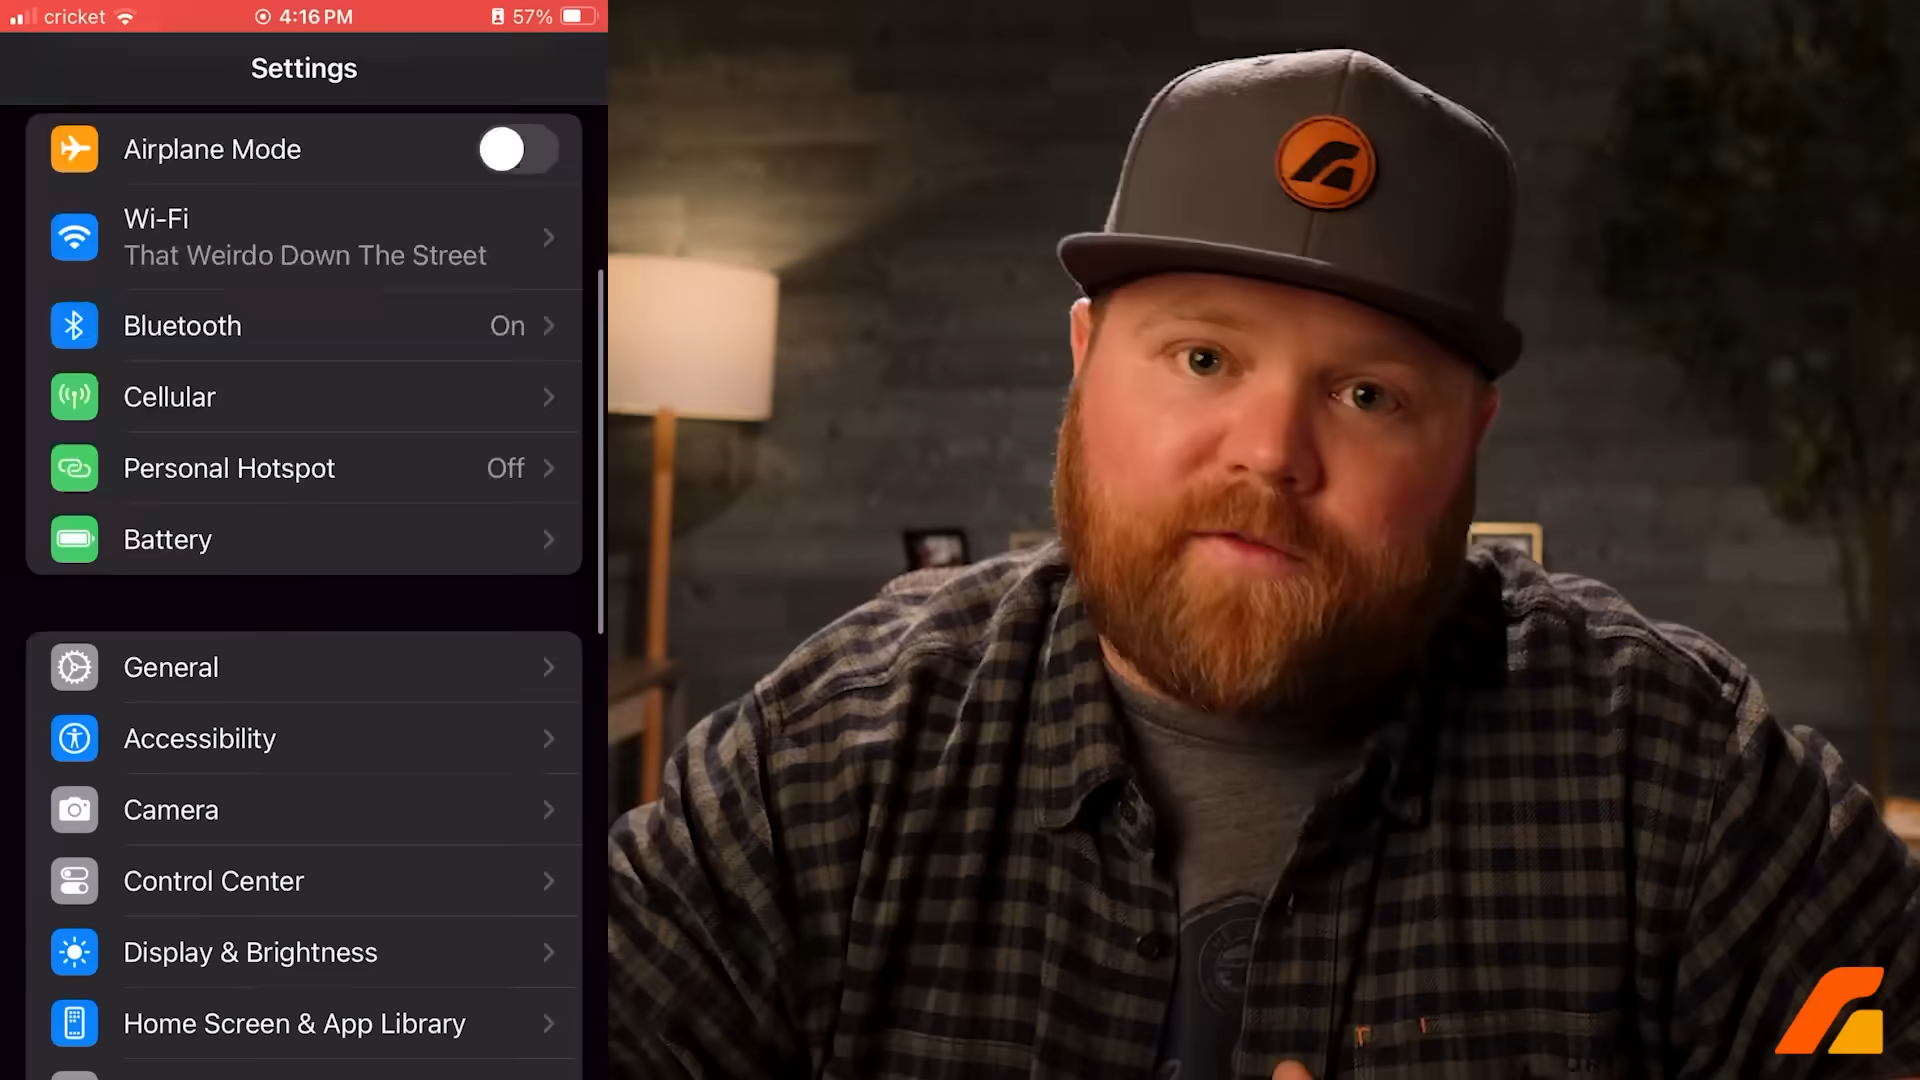 cricket 4:16 PM 57%
Settings
Airplane Mode
Wi-Fi
That Weirdo Down The Street
Bluetooth On
Cellular
Personal Hotspot Off
Battery
General
Accessibility
Camera
Control Center
Display & Brightness
Home Screen & App Library